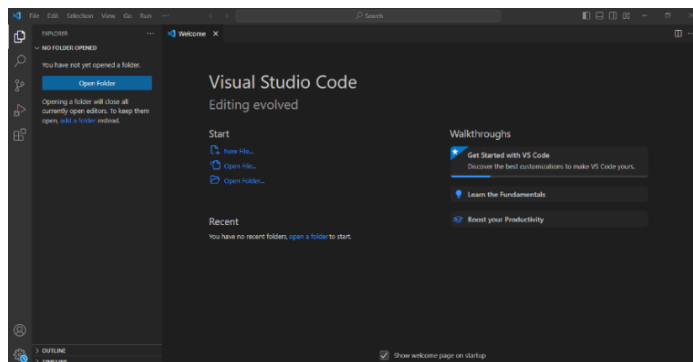 File Edit Selection View Go Run ···
Search
EXPLORER ···
NO FOLDER OPENED
You have not yet opened a folder.
Open Folder
Opening a folder will close all
currently open editors. To keep them
open, add a folder instead.
OUTLINE
TIMELINE
Welcome
Visual Studio Code
Editing evolved
Start
New File...
Open File...
Open Folder...
Recent
You have no recent folders, open a folder to start.
Walkthroughs
Get Started with VS Code
Discover the best customizations to make VS Code yours.
Learn the Fundamentals
Boost your Productivity
Show welcome page on startup